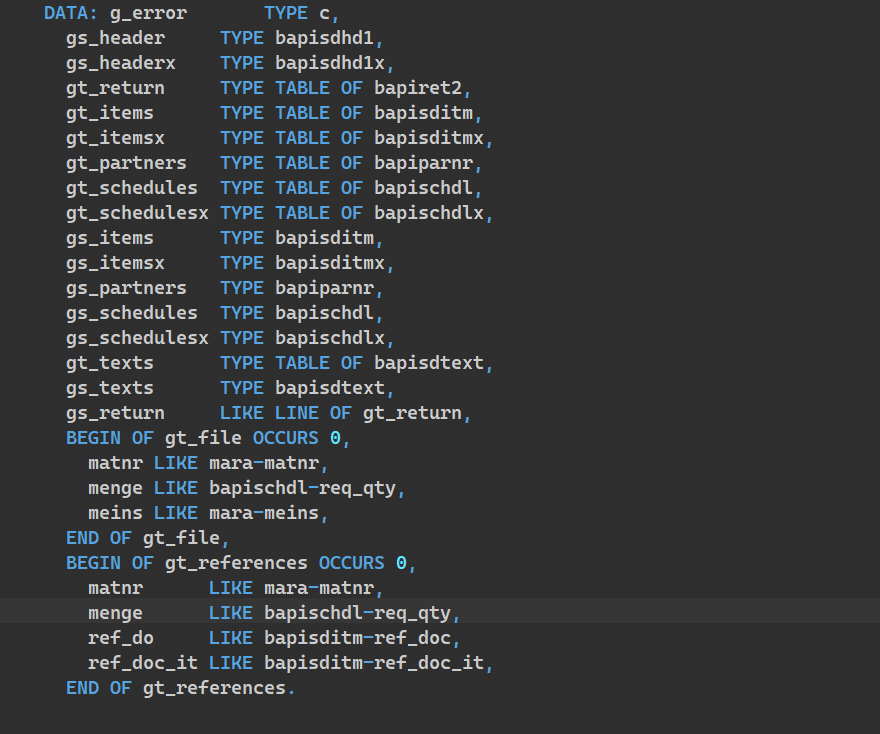 DATA: g_error       TYPE c,
  gs_header     TYPE bapisdhd1,
  gs_headerx    TYPE bapisdhd1x,
  gt_return     TYPE TABLE OF bapiret2,
  gt_items      TYPE TABLE OF bapisditm,
  gt_itemsx     TYPE TABLE OF bapisditmx,
  gt_partners   TYPE TABLE OF bapiparnr,
  gt_schedules  TYPE TABLE OF bapischdl,
  gt_schedulesx TYPE TABLE OF bapischdlx,
  gs_items      TYPE bapisditm,
  gs_itemsx     TYPE bapisditmx,
  gs_partners   TYPE bapiparnr,
  gs_schedules  TYPE bapischdl,
  gs_schedulesx TYPE bapischdlx,
  gt_texts      TYPE TABLE OF bapisdtext,
  gs_texts      TYPE bapisdtext,
  gs_return     LIKE LINE OF gt_return,
  BEGIN OF gt_file OCCURS 0,
    matnr LIKE mara-matnr,
    menge LIKE bapischdl-req_qty,
    meins LIKE mara-meins,
  END OF gt_file,
  BEGIN OF gt_references OCCURS 0,
    matnr      LIKE mara-matnr,
    menge      LIKE bapischdl-req_qty,
    ref_do     LIKE bapisditm-ref_doc,
    ref_doc_it LIKE bapisditm-ref_doc_it,
  END OF gt_references.